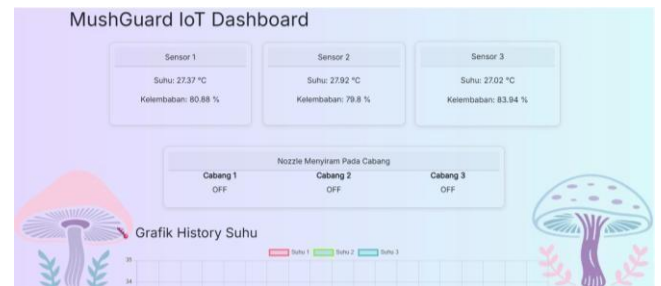 MushGuard IoT Dashboard
Sensor 1
Suhu: 27.37 °C
Kelembaban: 80.88 %
Sensor 2
Suhu: 27.92 °C
Kelembaban: 79.8 %
Sensor 3
Suhu: 27.02 °C
Kelembaban: 83.94 %
Nozzle Menyiram Pada Cabang
Cabang 1 Cabang 2 Cabang 3
OFF OFF OFF
Grafik History Suhu
Suhu 1 Suhu 2 Suhu 3
35
34